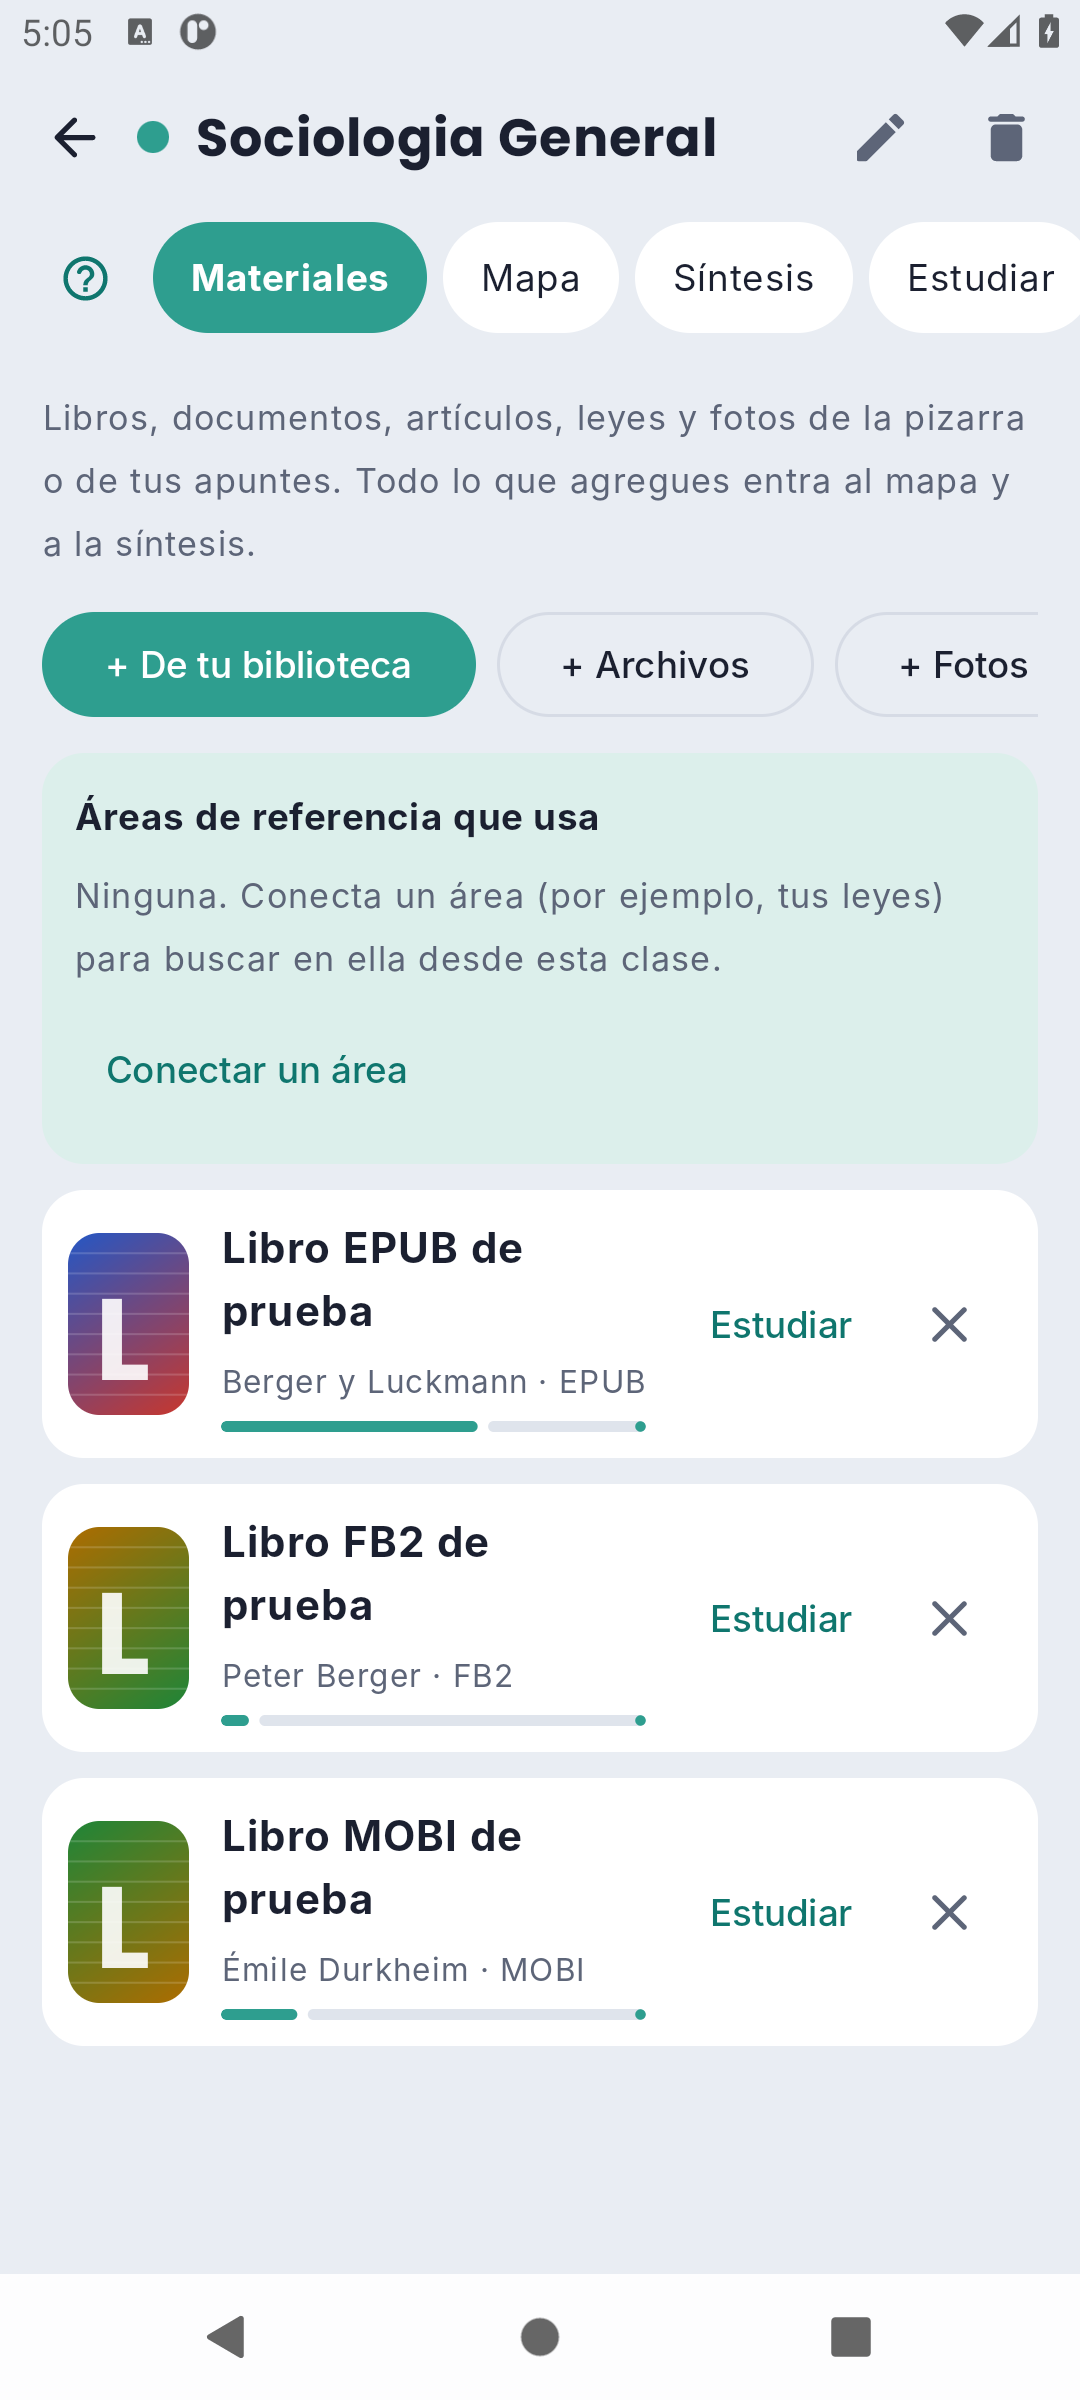 5:05
Sociologia General
Materiales
Mapa
Síntesis
Estudiar
Libros, documentos, artículos, leyes y fotos de la pizarra
o de tus apuntes. Todo lo que agregues entra al mapa y
a la síntesis.
+ De tu biblioteca
+ Archivos
+ Fotos
Áreas de referencia que usa
Ninguna. Conecta un área (por ejemplo, tus leyes)
para buscar en ella desde esta clase.
Conectar un área
L
Libro EPUB de
prueba
Berger y Luckmann · EPUB
Estudiar
L
Libro FB2 de
prueba
Peter Berger · FB2
Estudiar
L
Libro MOBI de
prueba
Émile Durkheim · MOBI
Estudiar